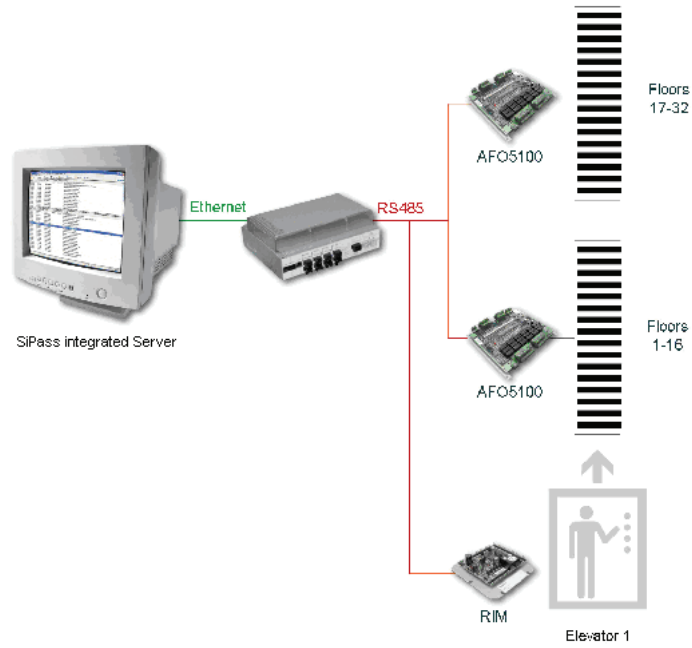 Floors
17-32
AFO5100
Ethernet
RS485
SiPass integrated Server
Floors
1-16
AFO5100
RIM
Elevator 1